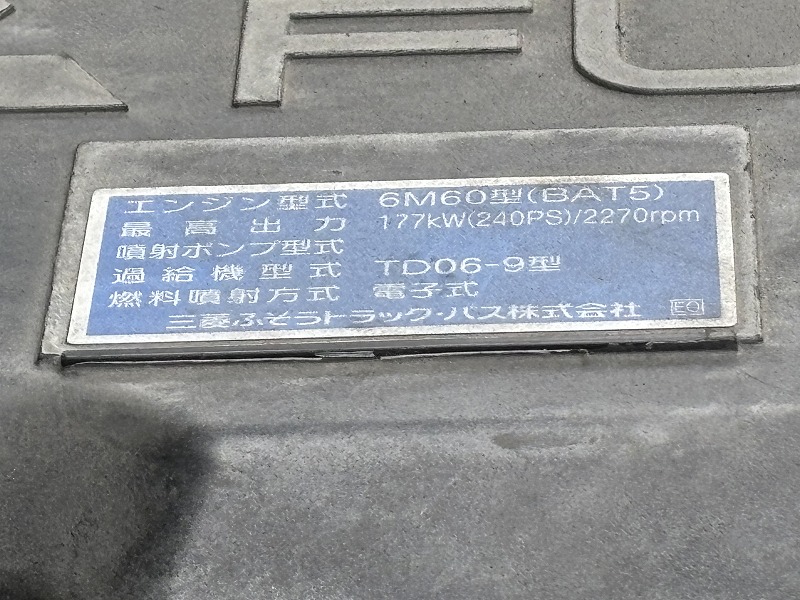 FU
エンジン型式 6M60型(BAT5)
最高出力 177kW(240PS)/2270rpm
噴射ポンプ型式
過給機型式 TD06-9型
燃料噴射方式 電子式
三菱ふそうトラック・バス株式会社 EO